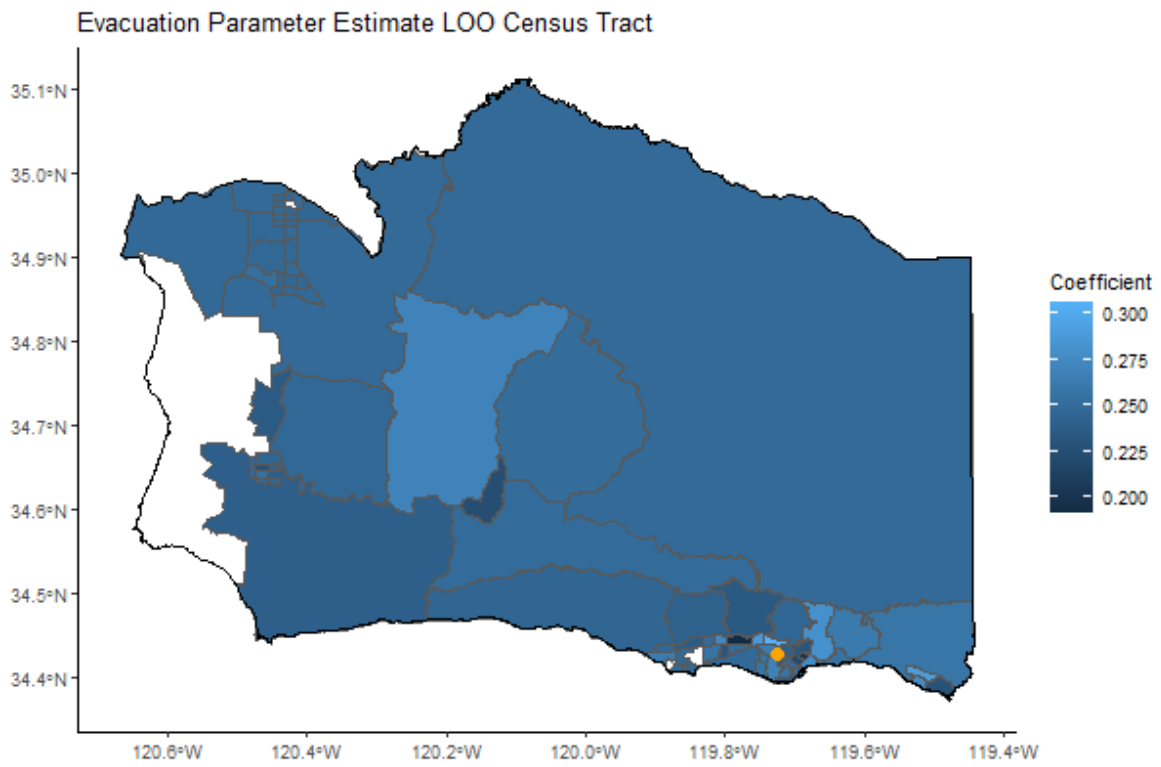 Evacuation Parameter Estimate LOO Census Tract
35.1°N
35.0°N
34.9°N
34.8°N
34.7°N
34.6°N
34.5°N
34.4°N
120.6°W
120.4°W
120.2°W
120.0°W
119.8°W
119.6°W
119.4°W
Coefficient
0.300
0.275
0.250
0.225
0.200